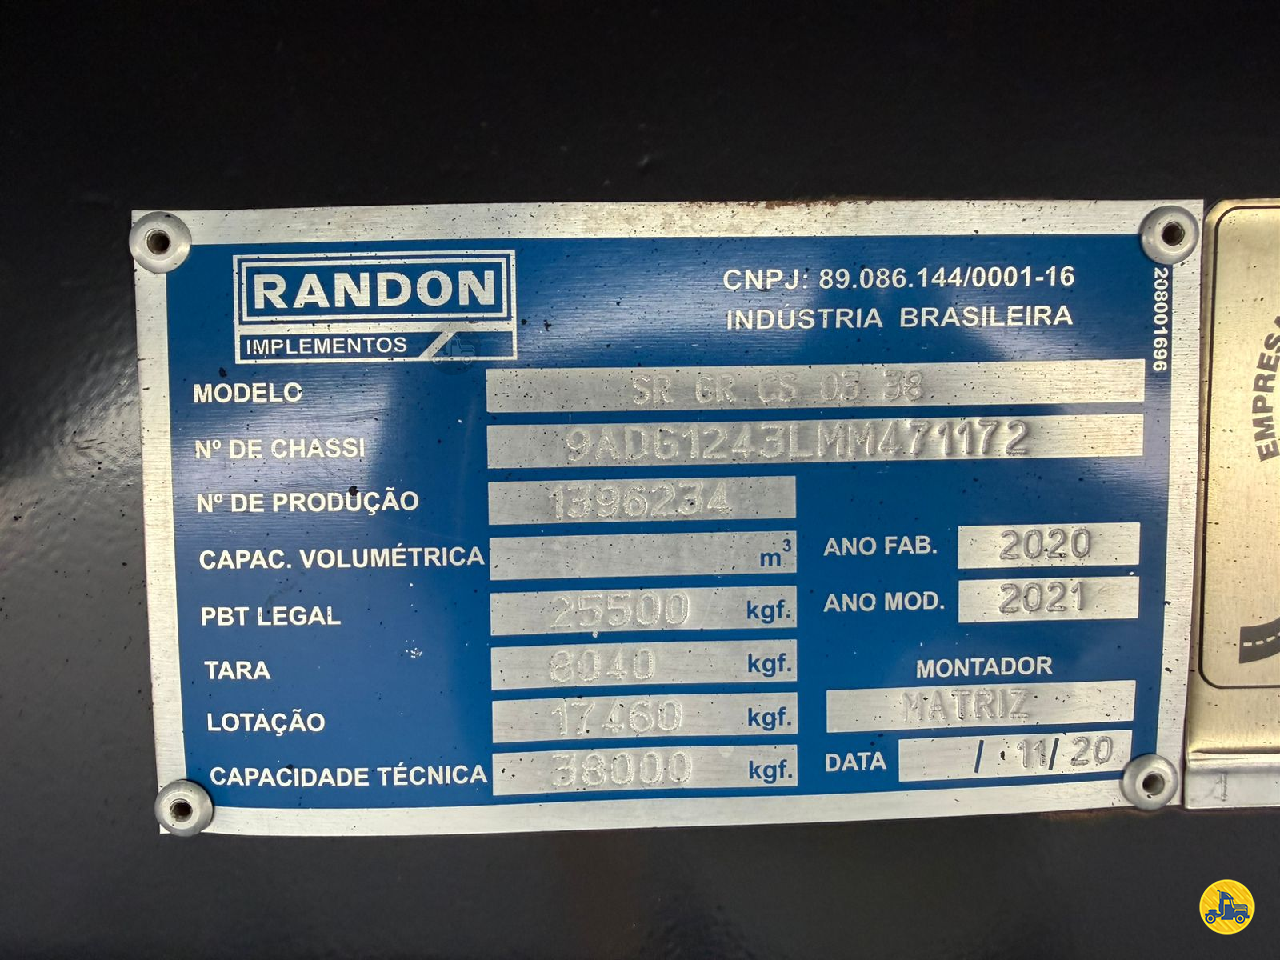 RANDON
IMPLEMENTOS
CNPJ: 89.086.144/0001-16
INDÚSTRIA BRASILEIRA
208001696
MODELO SR GR CS 03 38
Nº DE CHASSI 9ADG1243LMM471172
Nº DE PRODUÇÃO 1396234
CAPAC. VOLUMÉTRICA m³ ANO FAB. 2020
PBT LEGAL 25500 kgf. ANO MOD. 2021
TARA 8040 kgf. MONTADOR
LOTAÇÃO 17460 kgf. MATRIZ
CAPACIDADE TÉCNICA 38000 kgf. DATA / 11/20